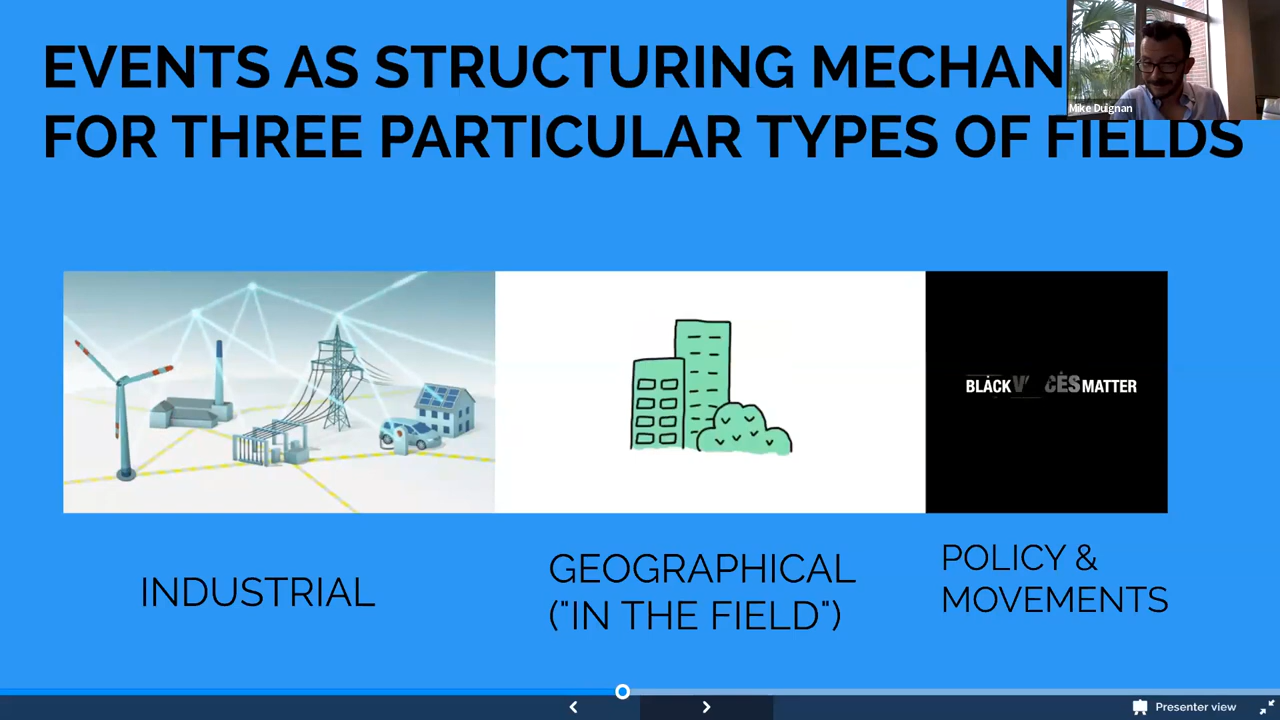 EVENTS AS STRUCTURING MECHAN
FOR THREE PARTICULAR TYPES OF FIELDS
Mike Duignan
BLACK MATTER
INDUSTRIAL
GEOGRAPHICAL
("IN THE FIELD")
POLICY &
MOVEMENTS
Presenter view